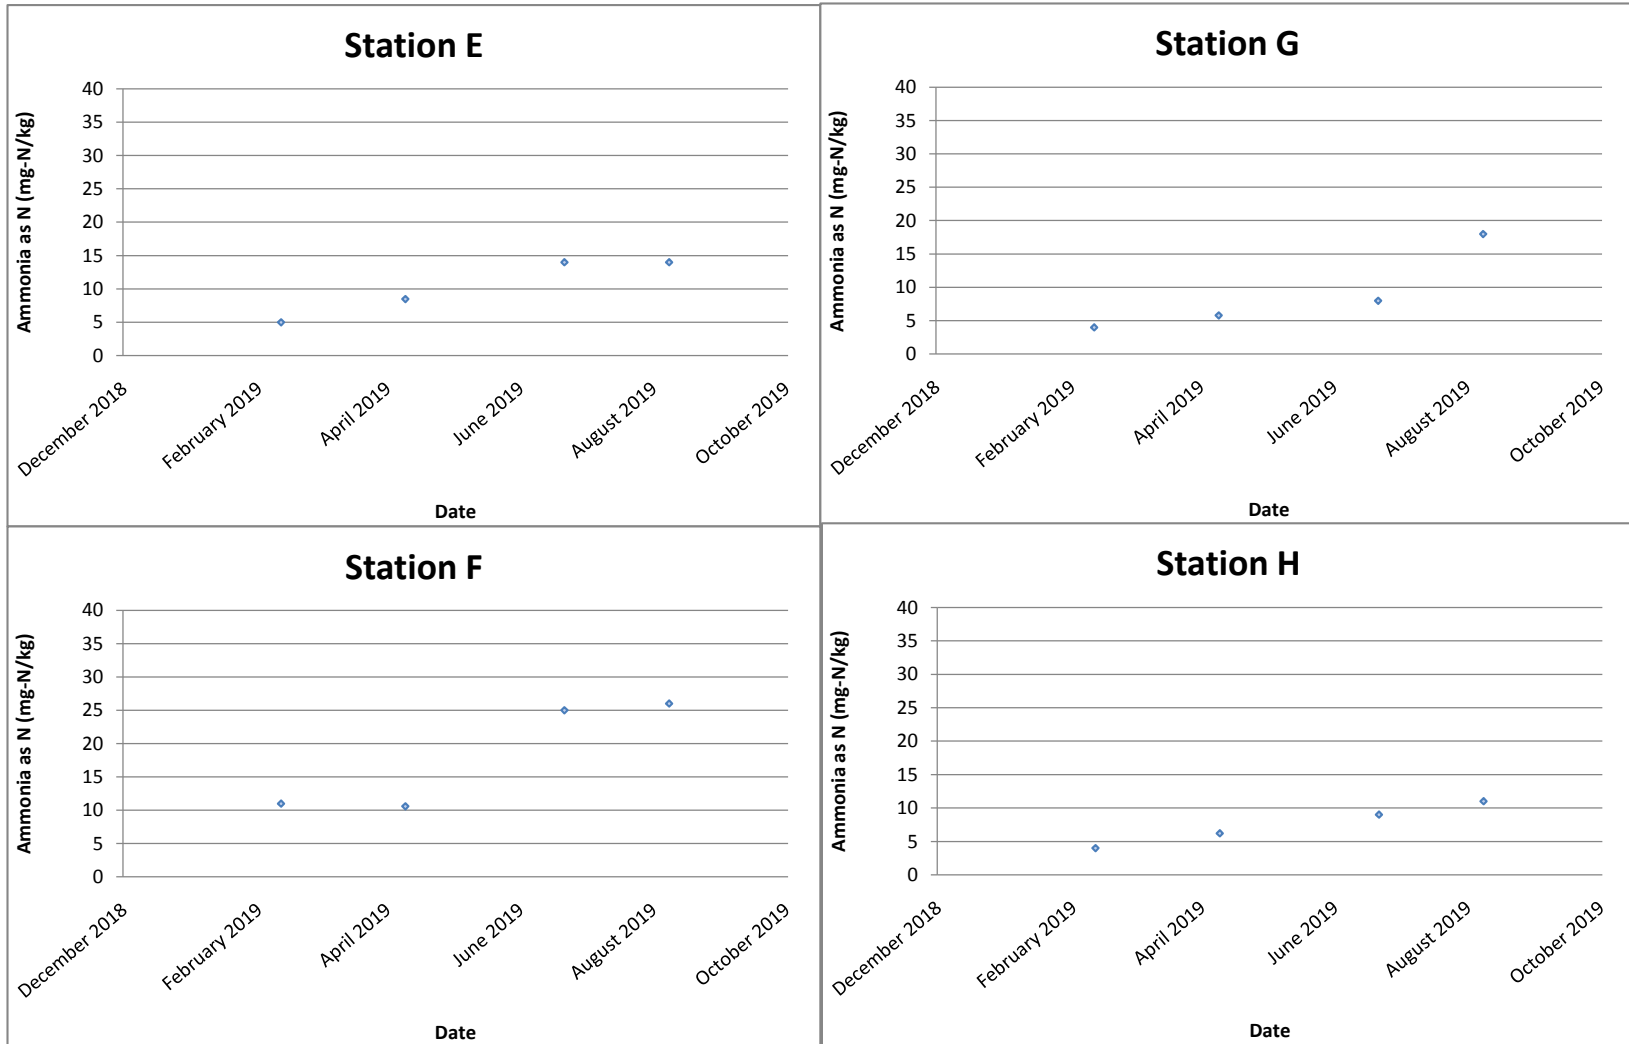 Station E
Ammonia as N (mg-N/kg)
40
35
30
25
20
15
10
5
0
December 2018
February 2019
April 2019
June 2019
August 2019
October 2019
Date
Station G
Ammonia as N (mg-N/kg)
40
35
30
25
20
15
10
5
0
December 2018
February 2019
April 2019
June 2019
August 2019
October 2019
Date
Station F
Ammonia as N (mg-N/kg)
40
35
30
25
20
15
10
5
0
December 2018
February 2019
April 2019
June 2019
August 2019
October 2019
Date
Station H
Ammonia as N (mg-N/kg)
40
35
30
25
20
15
10
5
0
December 2018
February 2019
April 2019
June 2019
August 2019
October 2019
Date